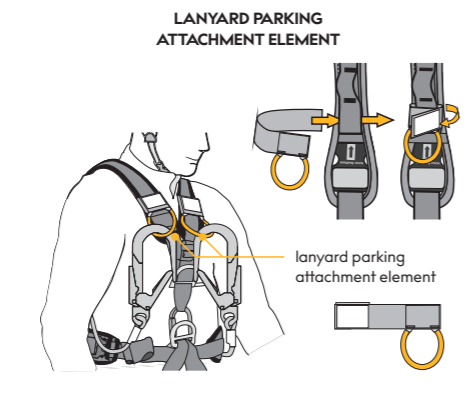 LANYARD PARKING
ATTACHMENT ELEMENT
lanyard parking
attachment element